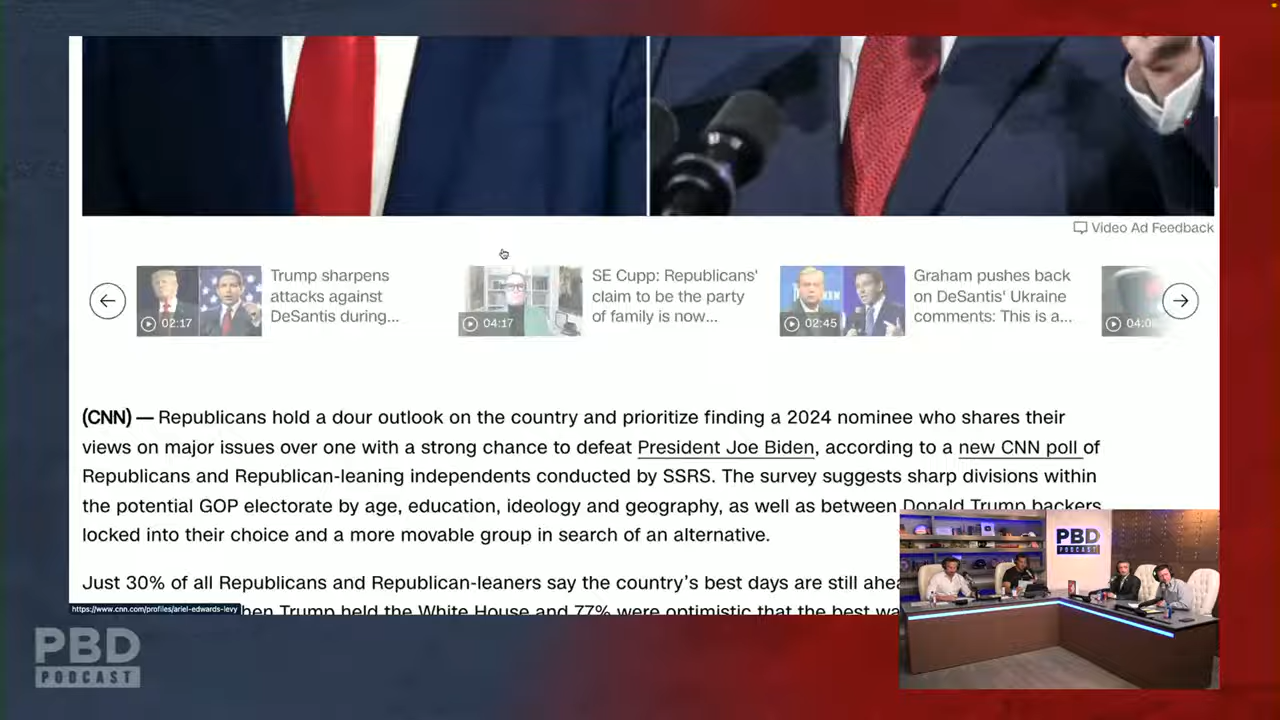 Video Ad Feedback
Trump sharpens
attacks against
DeSantis during...
02:17
SE Cupp: Republicans'
claim to be the party
of family is now...
04:17
Graham pushes back
on DeSantis' Ukraine
comments: This is a...
02:45
(CNN) — Republicans hold a dour outlook on the country and prioritize finding a 2024 nominee who shares their
views on major issues over one with a strong chance to defeat President Joe Biden, according to a new CNN poll of
Republicans and Republican-leaning independents conducted by SSRS. The survey suggests sharp divisions within
the potential GOP electorate by age, education, ideology and geography, as well as between Donald Trump backers
locked into their choice and a more movable group in search of an alternative.
Just 30% of all Republicans and Republican-leaners say the country's best days are still
https://www.cnn.com/profiles/ariel-edwards-levy
Trump held the White House and 77% were optimistic that the best
PBD
PODCAST
PBD
PODCAST